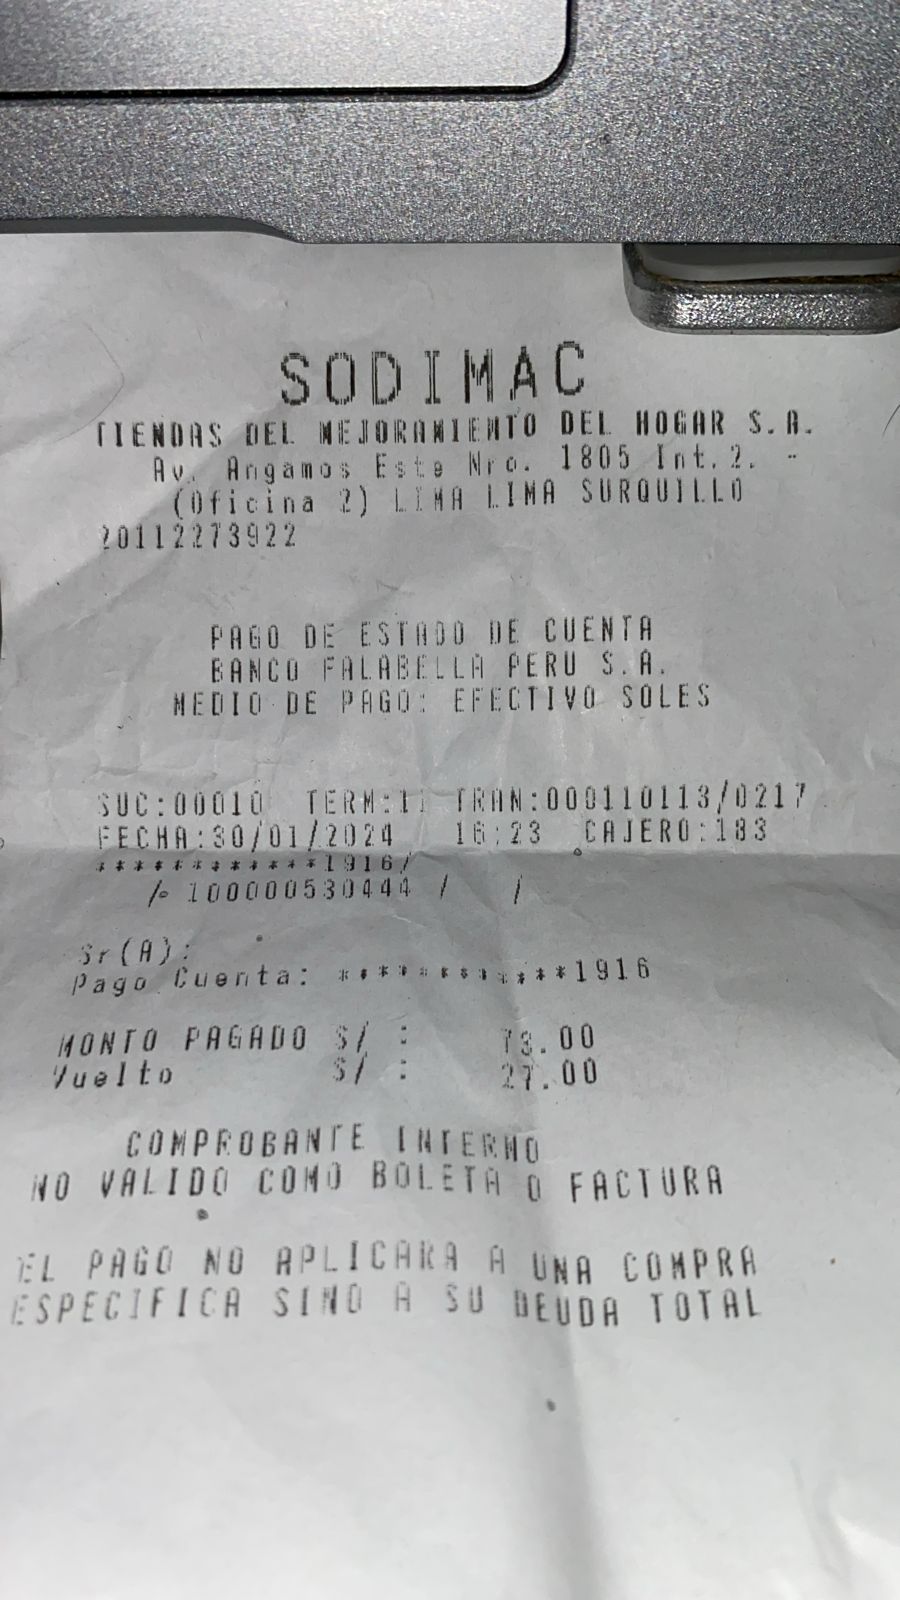 SODIMAC
TIENDAS DEL MEJORAMIENTO DEL HOGAR S.A.
Av. Angamos Este Nro. 1805 Int.2. -
(Oficina 2) LIMA LIMA SURQUILLO
20112273922
PAGO DE ESTADO DE CUENTA
BANCO FALABELLA PERU S.A.
MEDIO DE PAGO: EFECTIVO SOLES
SUC:00010 TERM:11 TRAN:000110113/0217
FECHA:30/01/2024 16:23 CAJERO:183
************1916/
/- 100000530444 / /
Sr(A):
Pago Cuenta: ************1916
MONTO PAGADO S/ : 73.00
Vuelto S/ : 27.00
COMPROBANTE INTERNO
NO VALIDO COMO BOLETA O FACTURA
EL PAGO NO APLICARA A UNA COMPRA
ESPECIFICA SINO A SU DEUDA TOTAL